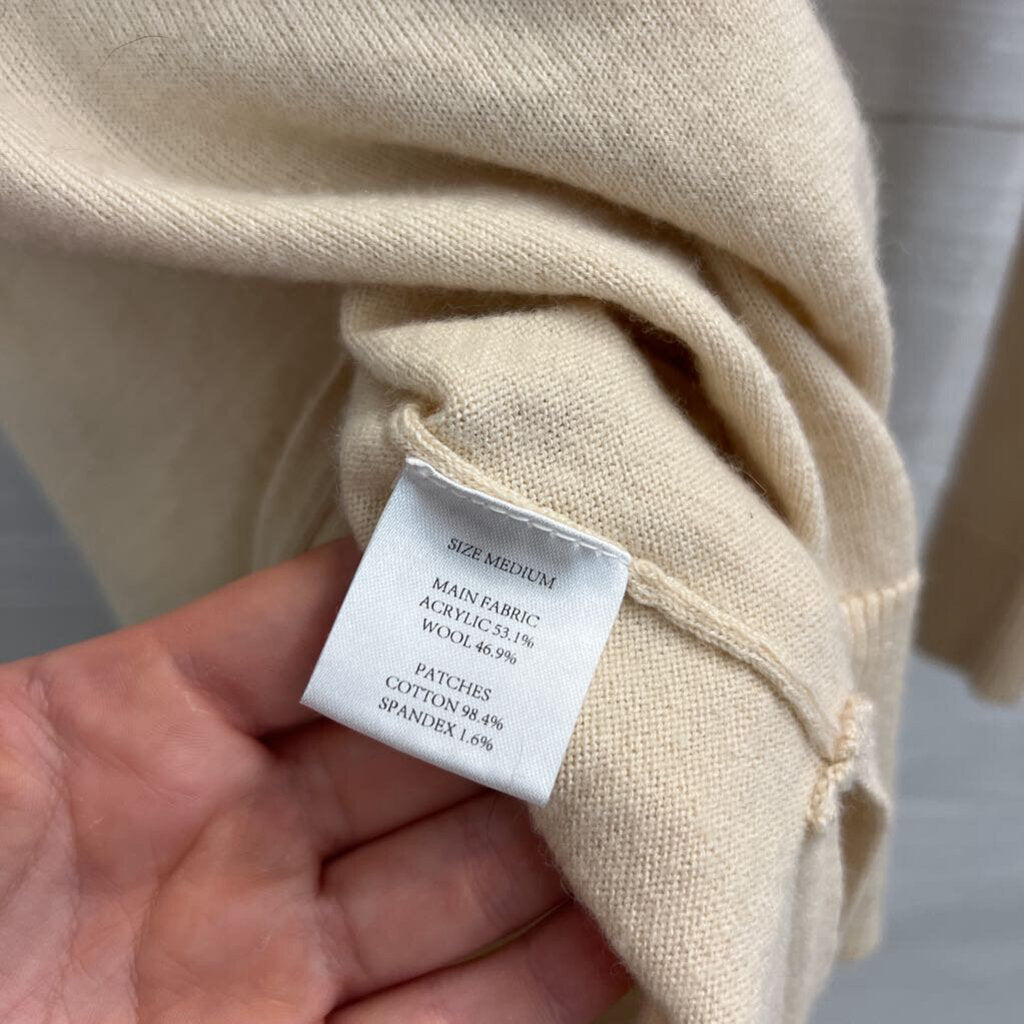 SIZE MEDIUM
MAIN FABRIC
ACRYLIC 53.1%
WOOL 46.9%
PATCHES
COTTON 98.4%
SPANDEX 1.6%